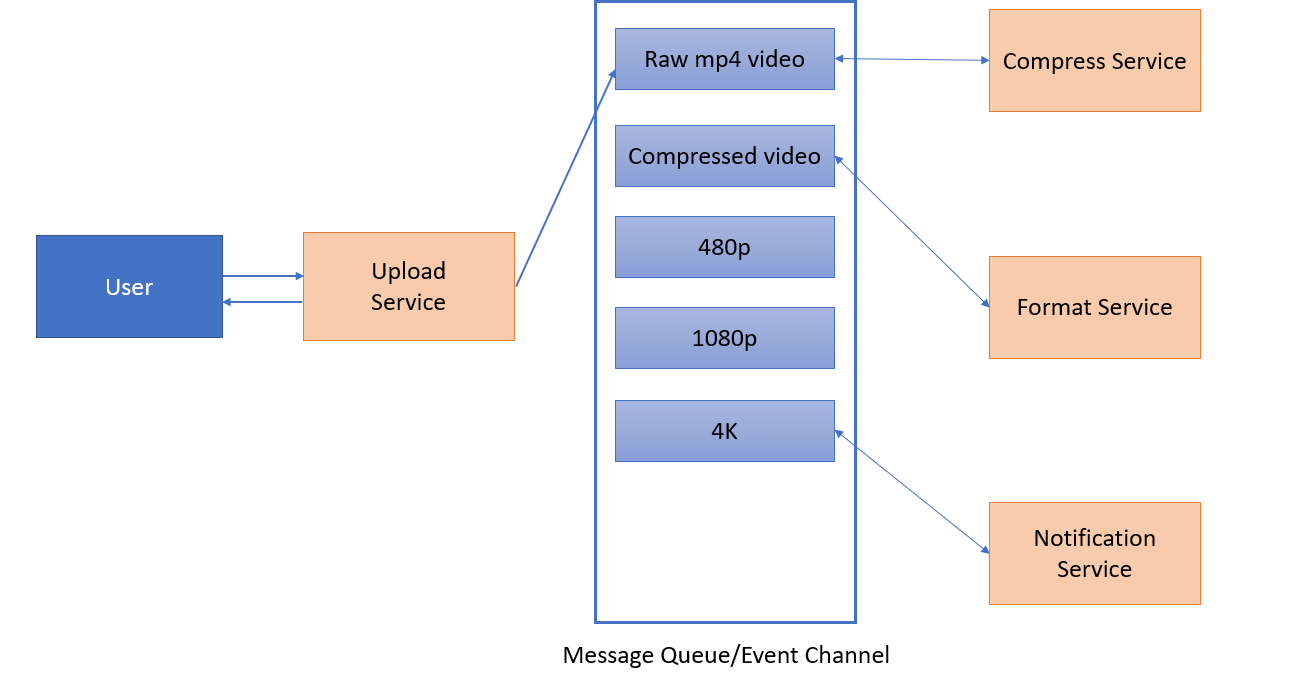 User
Upload
Service
Raw mp4 video
Compressed video
480p
1080p
4K
Message Queue/Event Channel
Compress Service
Format Service
Notification
Service